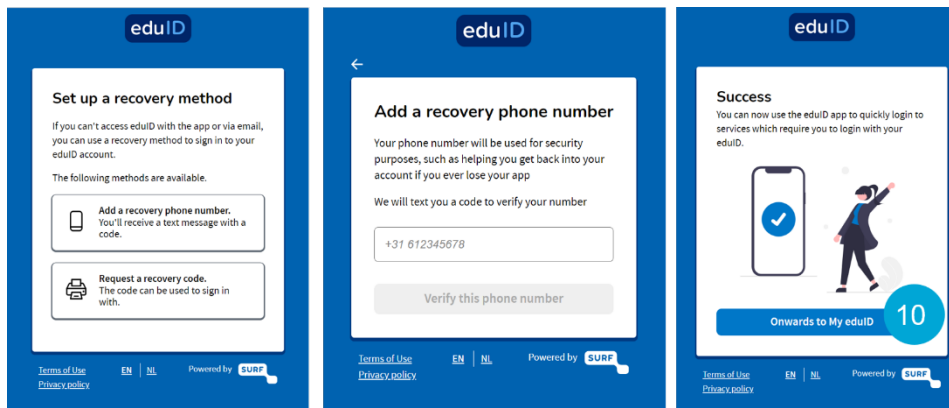 eduID
Set up a recovery method
If you can't access eduID with the app or via email,
you can use a recovery method to sign in to your
eduID account.
The following methods are available.
Add a recovery phone number.
You'll receive a text message with a
code.
Request a recovery code.
The code can be used to sign in
with.
Terms of Use EN | NL Powered by SURF
Privacy policy
eduID
←
Add a recovery phone number
Your phone number will be used for security
purposes, such as helping you get back into your
account if you ever lose your app
We will text you a code to verify your number
+31 612345678
Verify this phone number
Terms of Use EN | NL Powered by SURF
Privacy policy
eduID
Success
You can now use the eduID app to quickly login to
services which require you to login with your
eduID.
Onwards to My eduID
10
Terms of Use EN | NL Powered by SURF
Privacy policy